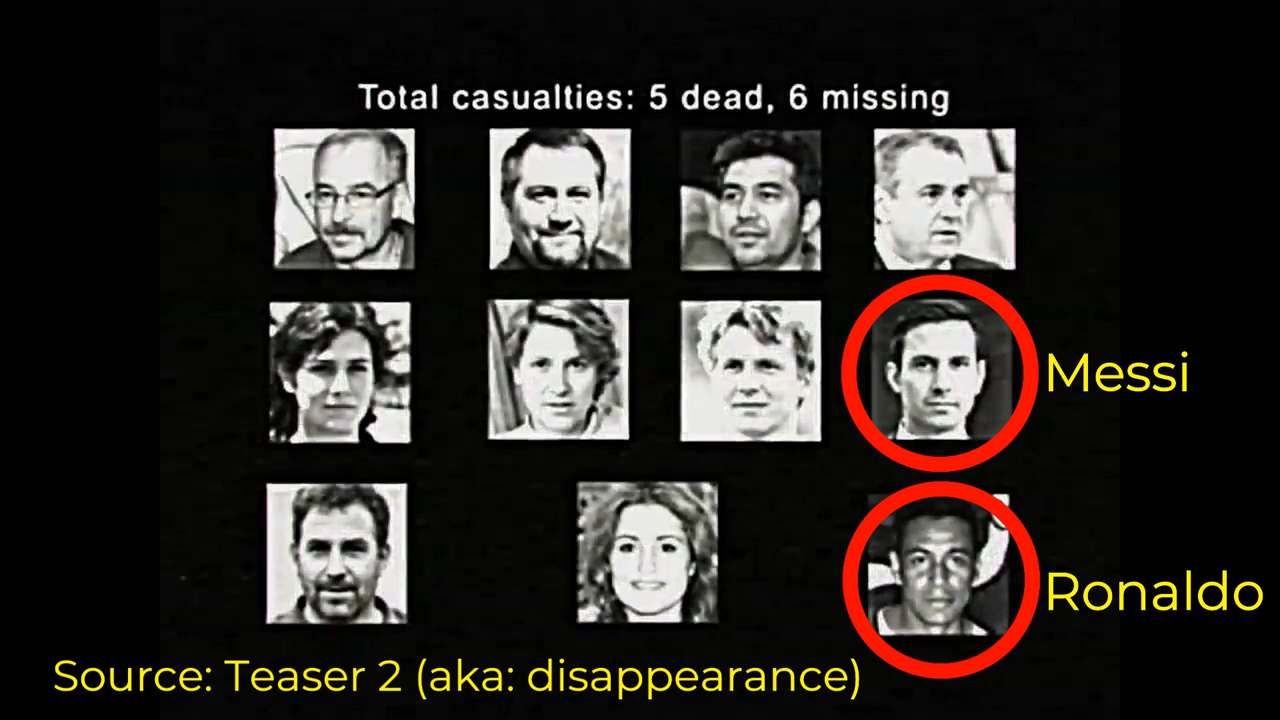 Total casualties: 5 dead, 6 missing
Messi
Ronaldo
Source: Teaser 2 (aka: disappearance)